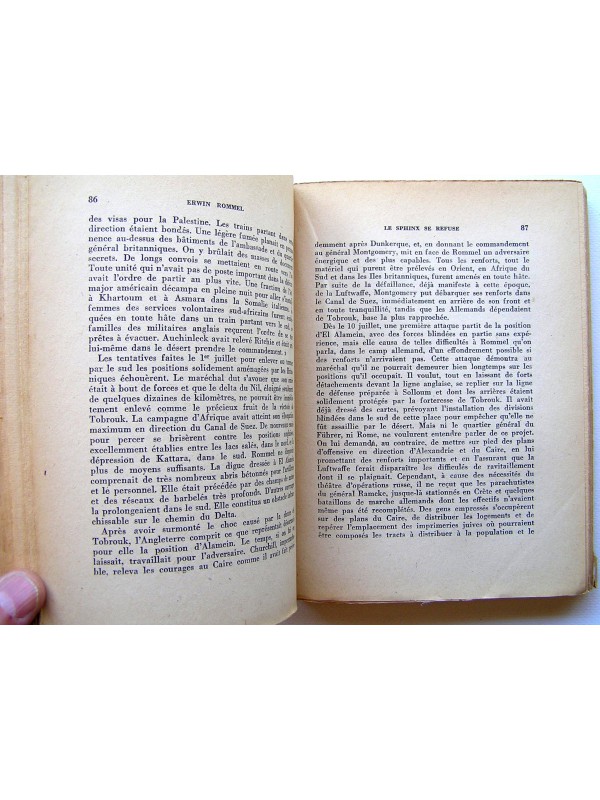 86
ERWIN ROMMEL
des visas pour la Palestine. Les trains partant dans
direction étaient bondés. Une légère fumée planait en
nence au-dessus des bâtiments de l'ambassade et du
général britanniques. On y brûlait des masses de
secrets. De longs convois se mettaient en route vers
Toute unité qui n'avait pas de poste important dans la
avait l'ordre de partir au plus vite. Une fraction de l'
major américain décampa en pleine nuit pour aller
à Khartoum et à Asmara dans la Somalie italienne,
femmes des services volontaires sud-africains furent
en toute hâte dans un train partant vers le sud
familles des militaires anglais reçurent l'ordre de se
prêtes à évacuer. Auchinleck avait relevé Ritchie et était
lui-même dans le désert prendre le commandement.
Les tentatives faites le 1er juillet pour enlever ou
par le sud les positions solidement aménagées par les
niques échouèrent. Le maréchal dut s'avouer que son
était à bout de forces et que le delta du Nil, éloigné
de quelques dizaines de kilomètres, ne pouvait être
tement enlevé comme le précieux fruit de la victoire
Tobrouk. La campagne d'Afrique avait atteint son
maximum en direction du Canal de Suez. De nouveaux
pour percer se brisèrent contre les positions
excellemment établies entre les lacs salés, dans le nord,
dépression de Kattara, dans le sud. Rommel ne
plus de moyens suffisants. La digue dressée à El
comprenait de très nombreux abris bétonnés pour
et le personnel. Elle était précédée par des champs de
et des réseaux de barbelés très profonds. D'autres
la prolongeaient dans le sud. Elle constitua un obstacle
chissable sur le chemin du Delta.
Après avoir surmonté le choc causé par la
Tobrouk, l'Angleterre comprit ce que représentait
pour elle la position d'Alamein. Le temps, si on lui
laissait, travaillait pour l'adversaire. Churchill,
ble, releva les courages au Caire comme il avait fait
LE SPHINX SE REFUSE
87
demment après Dunkerque, et, en donnant le commandement
au général Montgomery, mit en face de Rommel un adversaire
énergique et des plus capables. Tous les renforts, tout le
matériel qui purent être prélevés en Orient, en Afrique du
Sud et dans les Iles britanniques, furent amenés en toute hâte.
Par suite de la défaillance, déjà manifeste à cette époque,
de la Luftwaffe, Montgomery put débarquer ses renforts dans
le Canal de Suez, immédiatement en arrière de son front et
en toute tranquillité, tandis que les Allemands dépendaient
de Tobrouk, base la plus rapprochée.
Dès le 10 juillet, une première attaque partit de la position
d'El Alamein, avec des forces blindées en partie sans expé-
rience, mais elle causa de telles difficultés à Rommel qu'on
parla, dans le camp allemand, d'un effondrement possible si
des renforts n'arrivaient pas. Cette attaque démontra au
maréchal qu'il ne pourrait demeurer bien longtemps sur les
positions qu'il occupait. Il voulut, tout en laissant de forts
détachements devant la ligne anglaise, se replier sur la ligne
de défense préparée à Solloum et dont les arrières étaient
solidement protégés par la forteresse de Tobrouk. Il avait
déjà dressé des cartes, prévoyant l'installation des divisions
blindées dans le sud de cette place pour empêcher qu'elle ne
fût assaillie par le désert. Mais ni le quartier général du
Führer, ni Rome, ne voulurent entendre parler de ce projet.
On lui demanda, au contraire, de mettre sur pied des plans
d'offensive en direction d'Alexandrie et du Caire, en lui
promettant des renforts importants et en l'assurant que la
Luftwaffe ferait disparaître les difficultés de ravitaillement
dont il se plaignait. Cependant, à cause des nécessités du
théâtre d'opérations russe, il ne reçut que les parachutistes
du général Ramcke, jusque-là stationnés en Crète et quelques
bataillons de marche allemands dont les effectifs n'avaient
même pas été recomplétés. Des gens empressés s'occupèrent
sur des plans du Caire, de distribuer les logements et de
repérer l'emplacement des imprimeries juives où pourraient
être composés les tracts à distribuer à la population et le